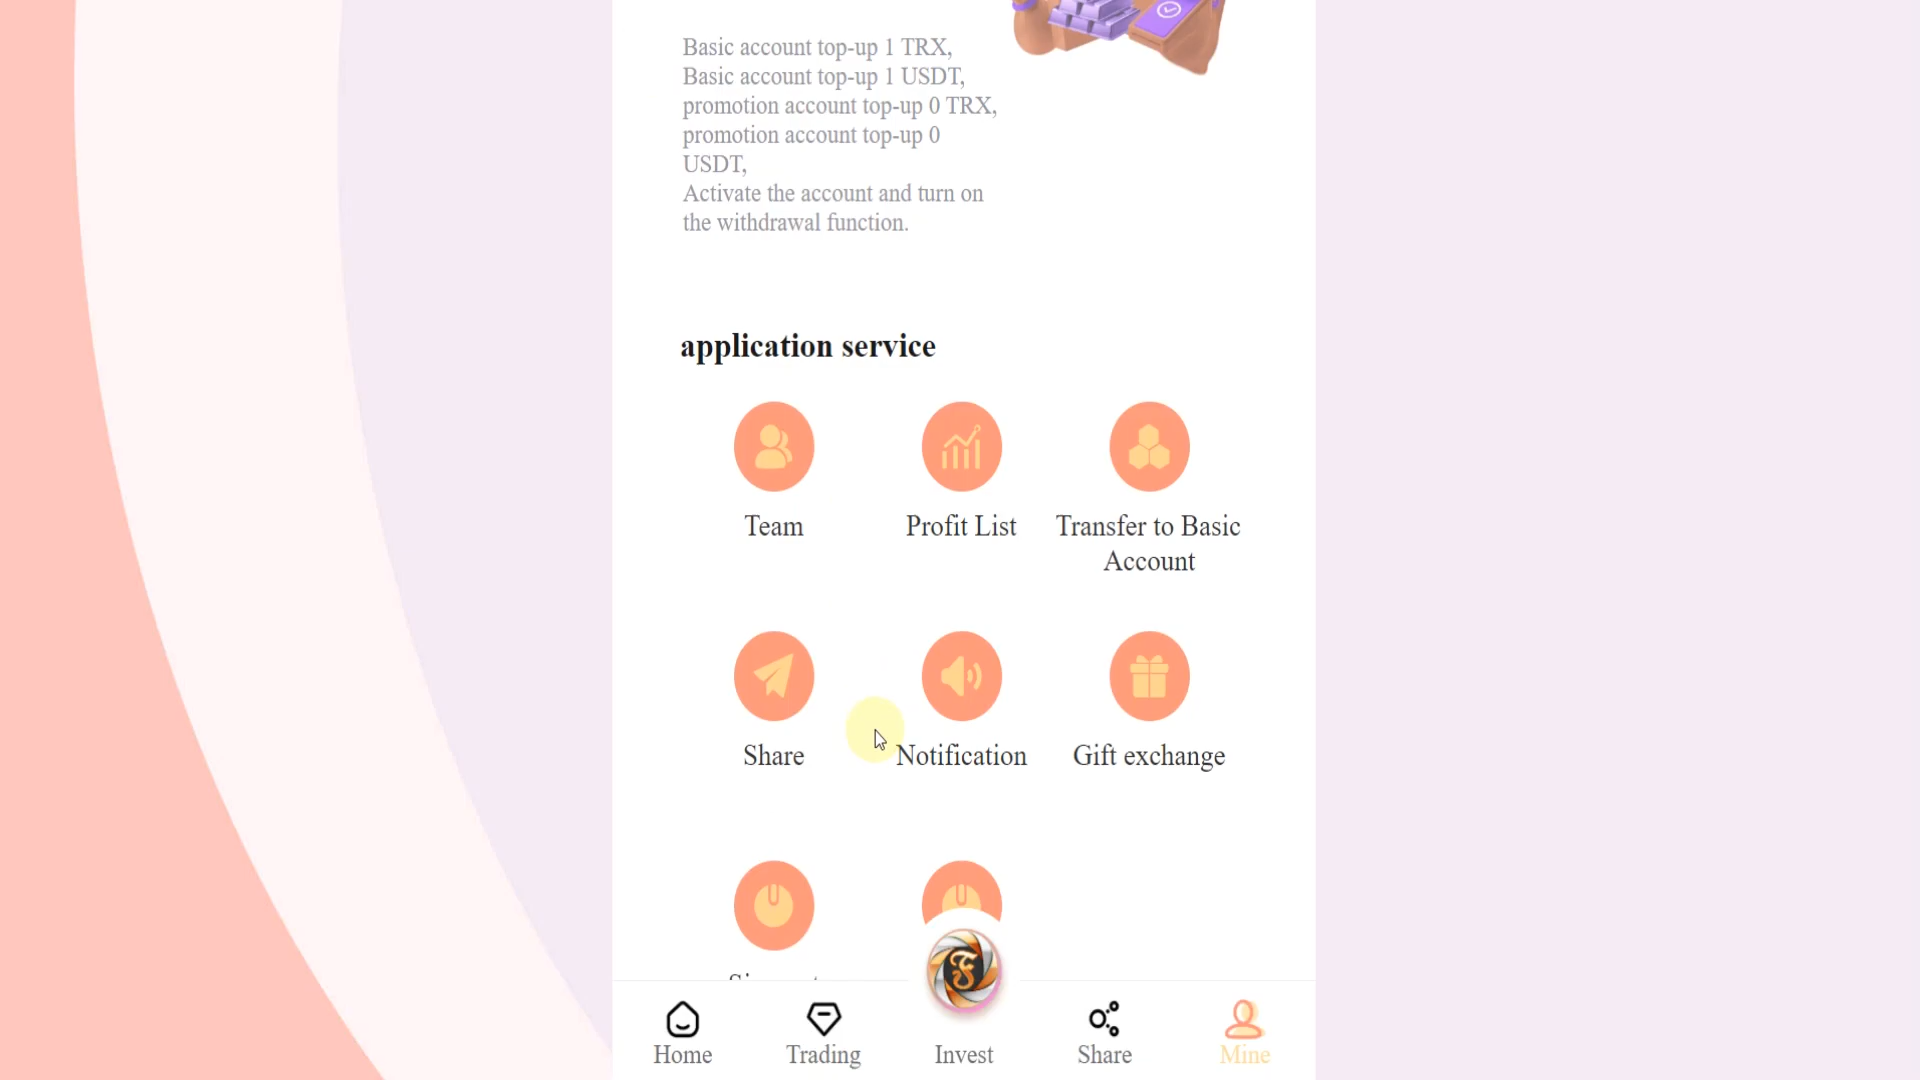 Basic account top-up 1 TRX,
Basic account top-up 1 USDT,
promotion account top-up 0 TRX,
promotion account top-up 0
USDT,
Activate the account and turn on
the withdrawal function.
application service
Team
Profit List
Transfer to Basic
Account
Share
Notification
Gift exchange
Home
Trading
Invest
Share
Mine